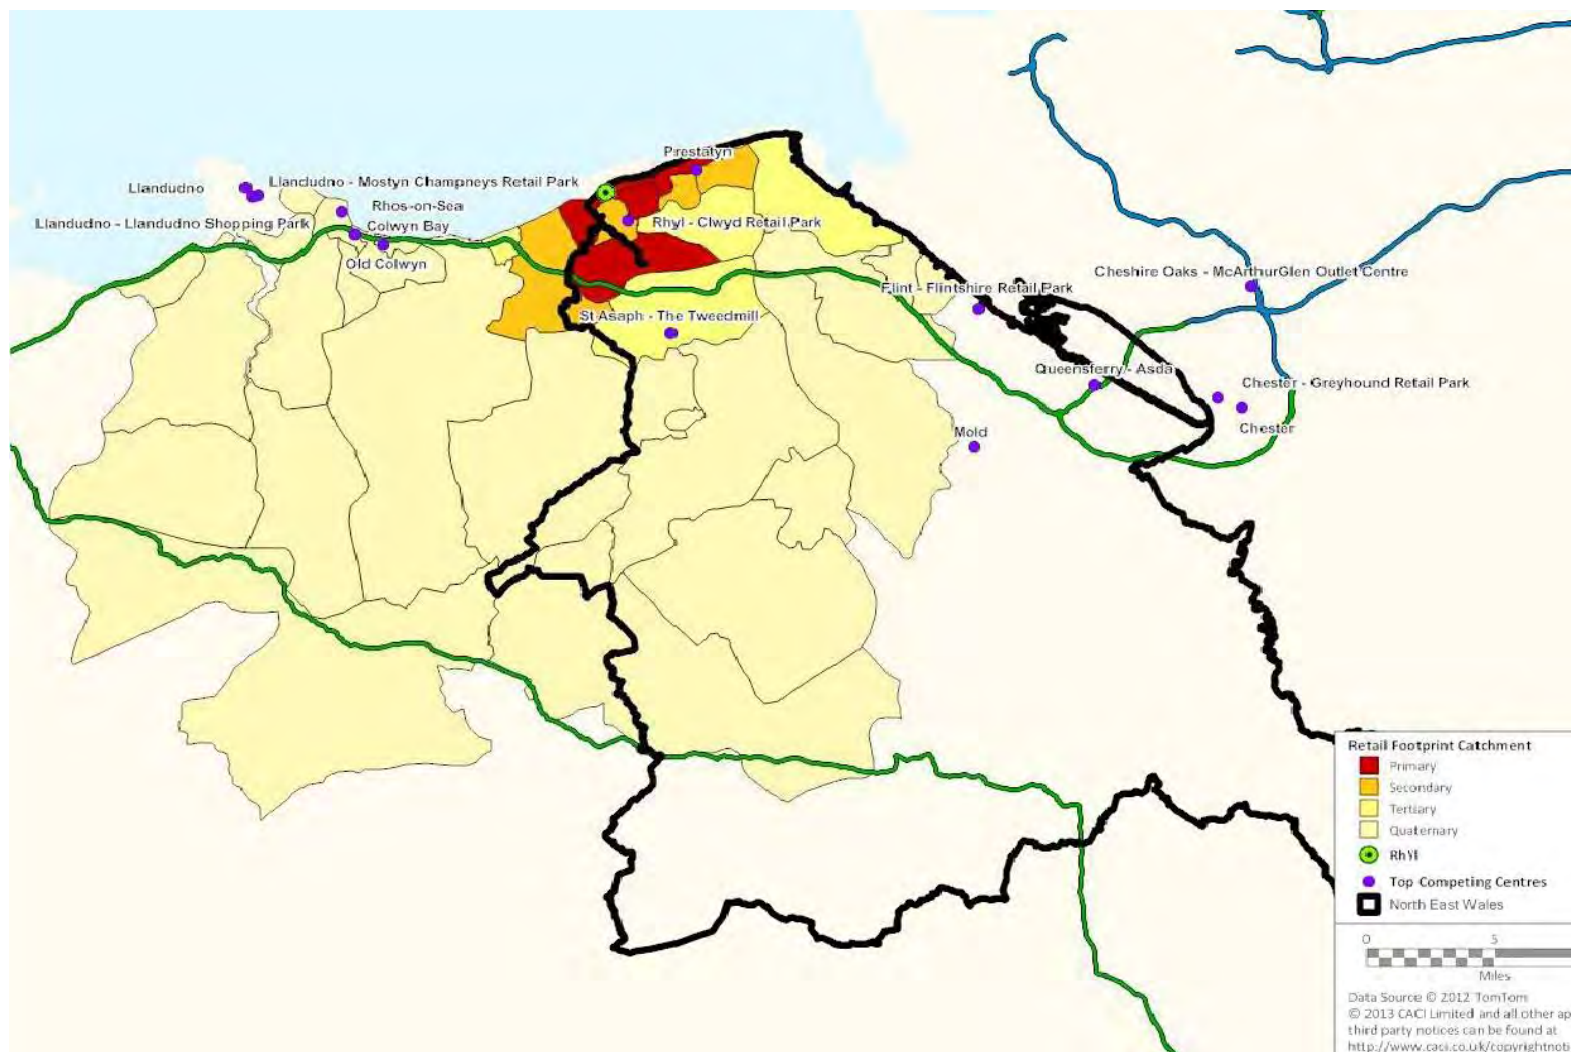 Prestatyn
Llandudno
Llandudno - Mostyn Champneys Retail Park
Rhos-on-Sea
Llandudno - Llandudno Shopping Park
Colwyn Bay
Rhyl - Clwyd Retail Park
Old Colwyn
Cheshire Oaks - McArthurGlen Outlet Centre
Flint - Flintshire Retail Park
St Asaph - The Tweedmill
Queensferry - Asda
Chester - Greyhound Retail Park
Chester
Mold
Retail Footprint Catchment
Primary
Secondary
Tertiary
Quaternary
Rhyl
Top Competing Centres
North East Wales
0 5
Miles
Data Source © 2012 TomTom
© 2013 CACI Limited and all other ap
third party notices can be found at
http://www.caci.co.uk/copyrightnoti